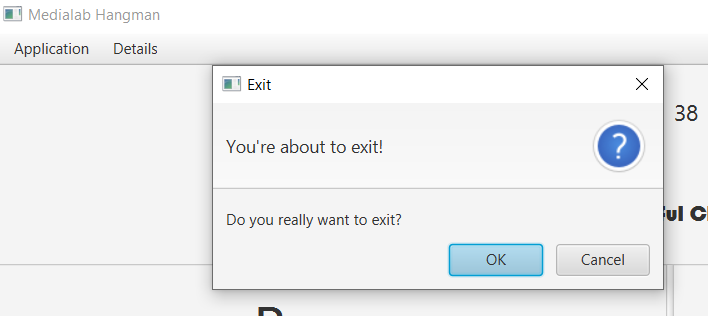 Medialab Hangman
Application Details
Exit
38
You're about to exit!
?
Do you really want to exit?
OK Cancel